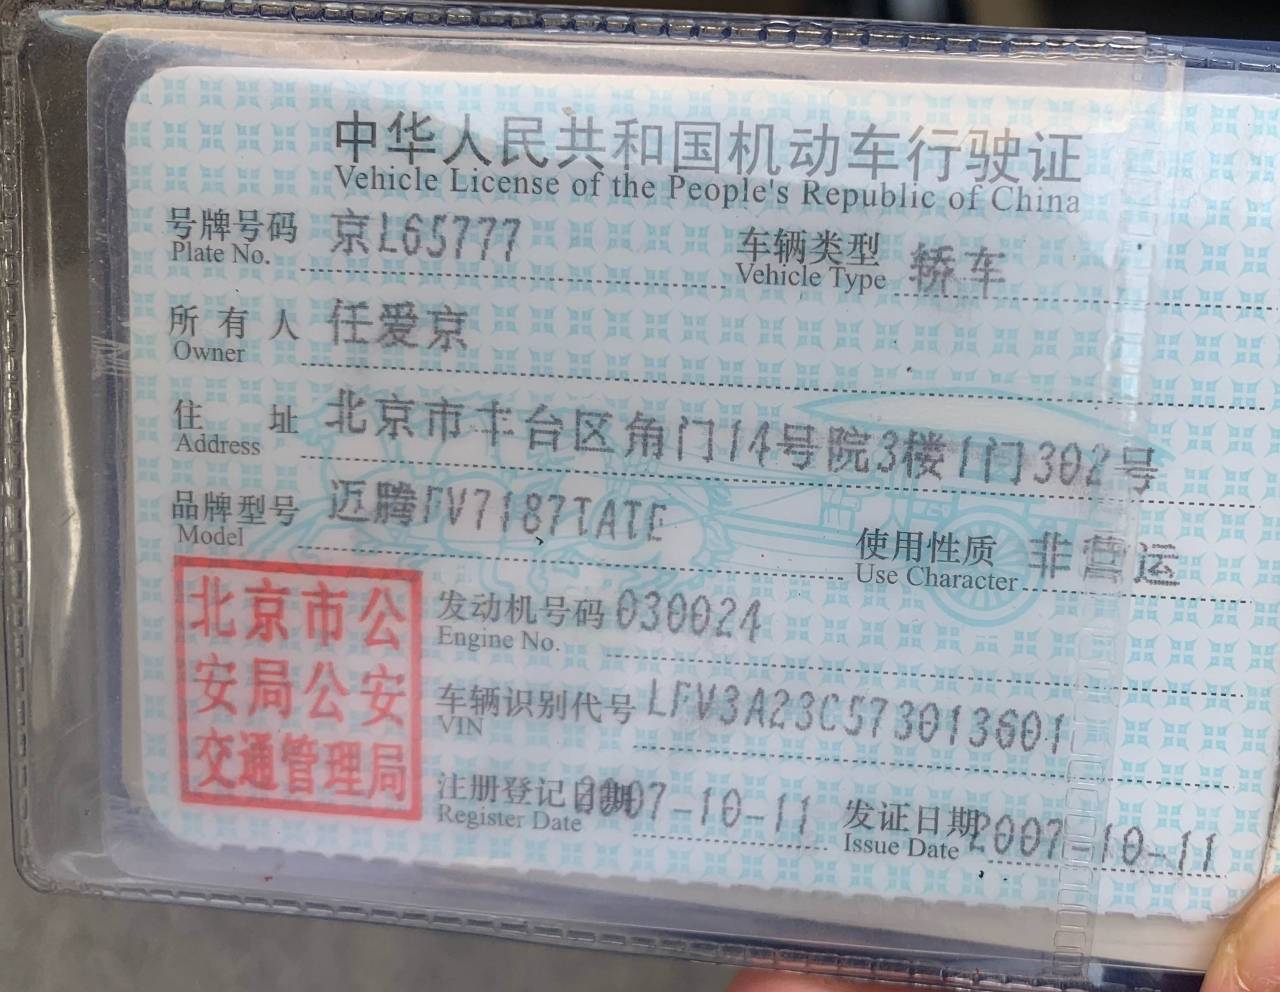 中华人民共和国机动车行驶证
Vehicle License of the People's Republic of China
号牌号码 京L65777 车辆类型 轿车
Plate No. Vehicle Type
所有人 任爱京
Owner
住址 北京市丰台区角门14号院3楼1门302号
Address
品牌型号 迈腾FV7187TATE 使用性质 非营运
Model Use Character
北京市公
安局公安
交通管理局
发动机号码 030024
Engine No.
车辆识别代号 LFV3A23C573013601
VIN
注册登记日期 2007-10-11 发证日期 2007-10-11
Register Date Issue Date